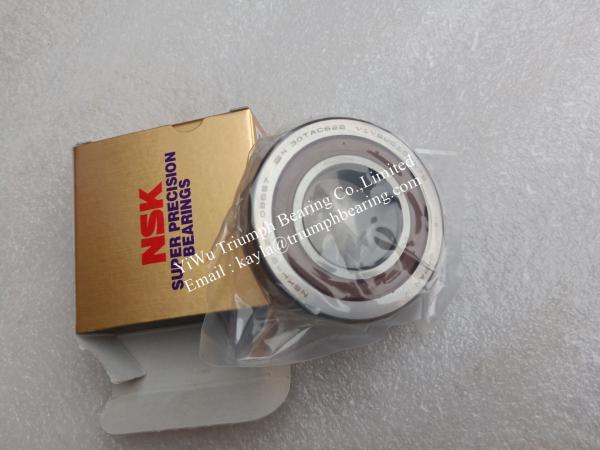 NSK
SUPER PRECISION
BEARINGS
30TAC62B
YiWu Triumph Bearing Co.,Limited
Email : kayla@triumphbearing.com